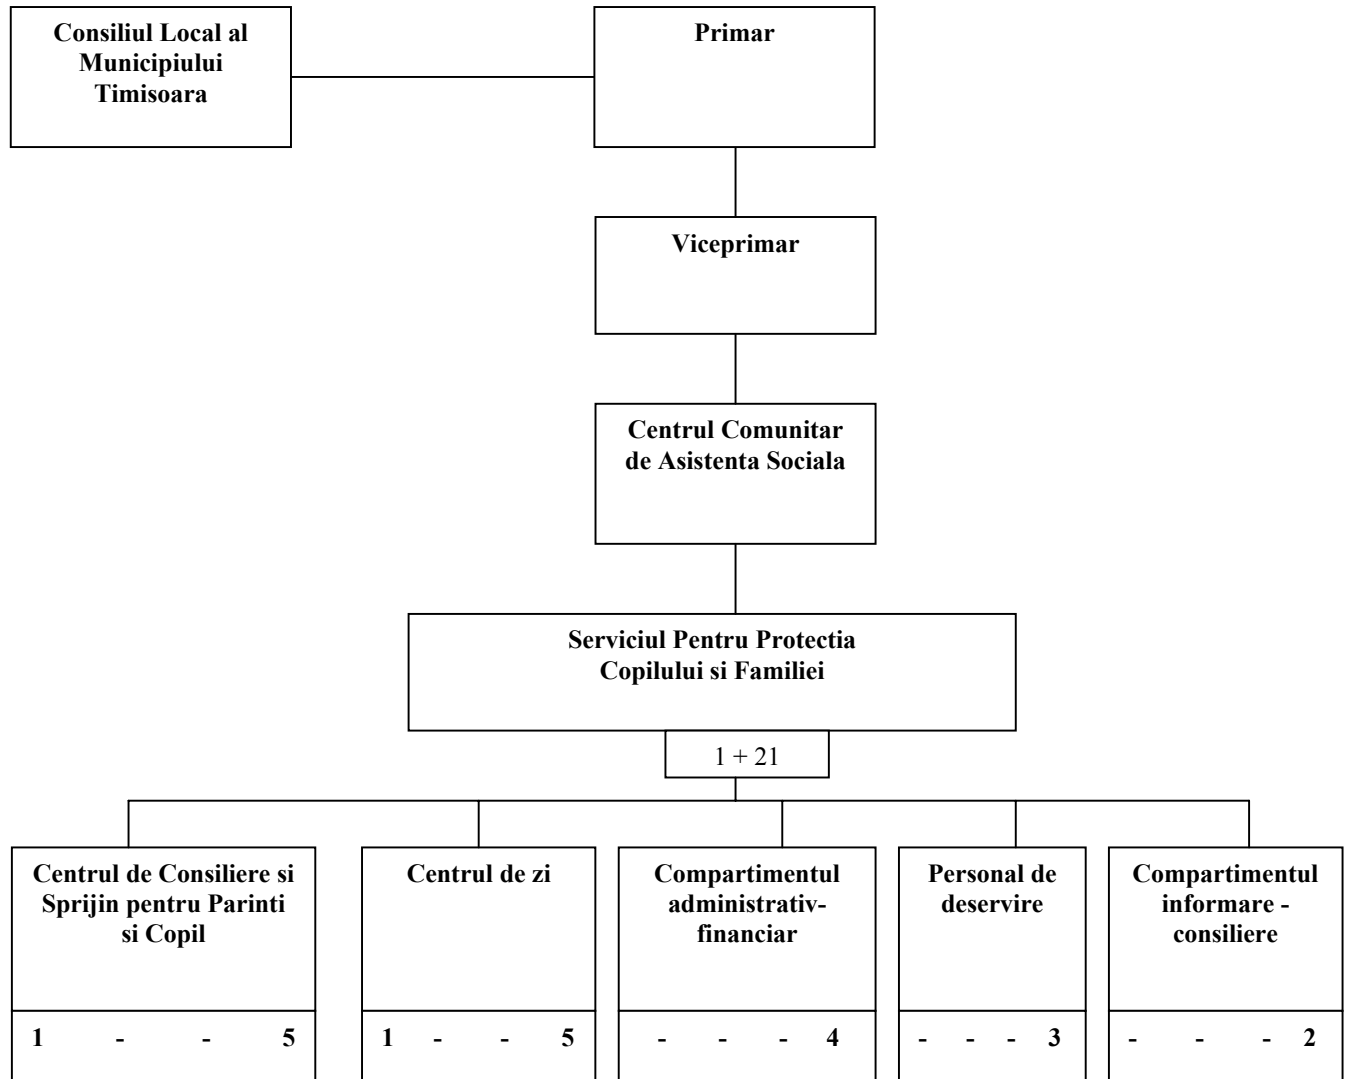 Consiliul Local al
Municipiului
Timisoara
Primar
Viceprimar
Centrul Comunitar
de Asistenta Sociala
Serviciul Pentru Protectia
Copilului si Familiei
1 + 21
Centrul de Consiliere si
Sprijin pentru Parinti
si Copil
1 - - 5
Centrul de zi
1 - - 5
Compartimentul
administrativ-
financiar
- - - 4
Personal de
deservire
- - - 3
Compartimentul
informare -
consiliere
- - - 2